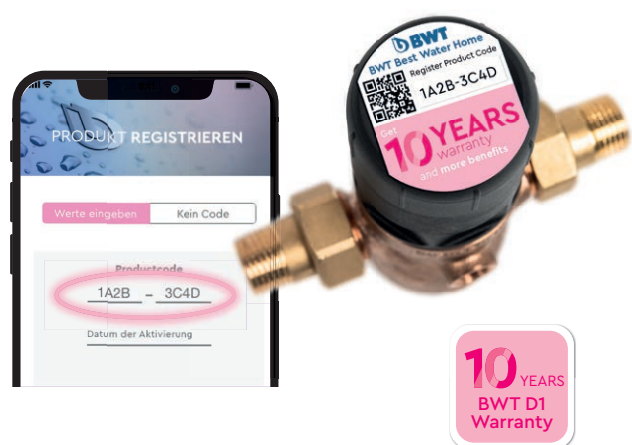 PRODUKT REGISTRIEREN
Werte eingeben
Kein Code
Productcode
1A2B – 3C4D
Datum der Aktivierung
BWT
BWT Best Water Home
Register Product Code
1A2B-3C4D
Get
10 YEARS
warranty
and more benefits
10 YEARS
BWT D1
Warranty